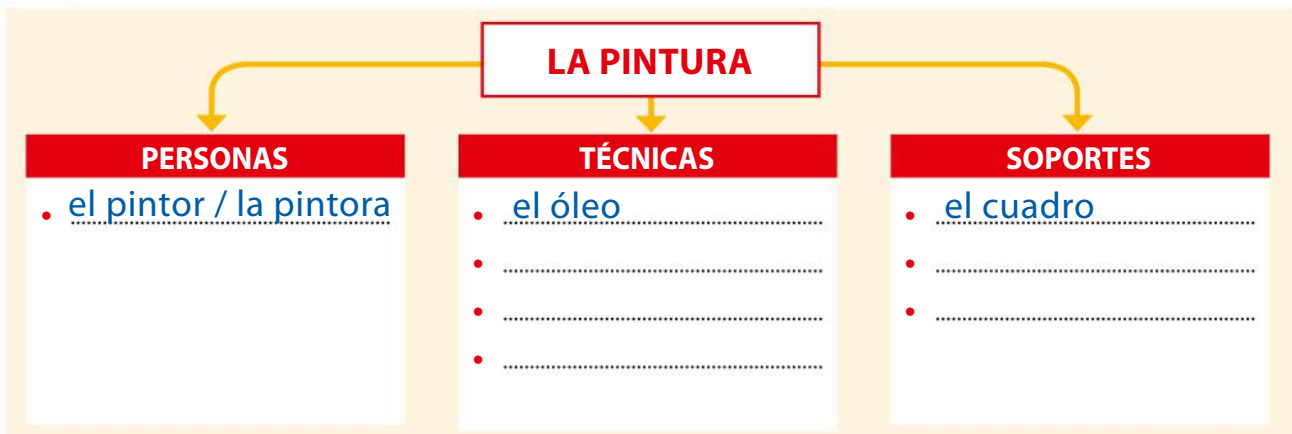 LA PINTURA
PERSONAS
• el pintor / la pintora
TÉCNICAS
• el óleo
•
•
•
SOPORTES
• el cuadro
•
•